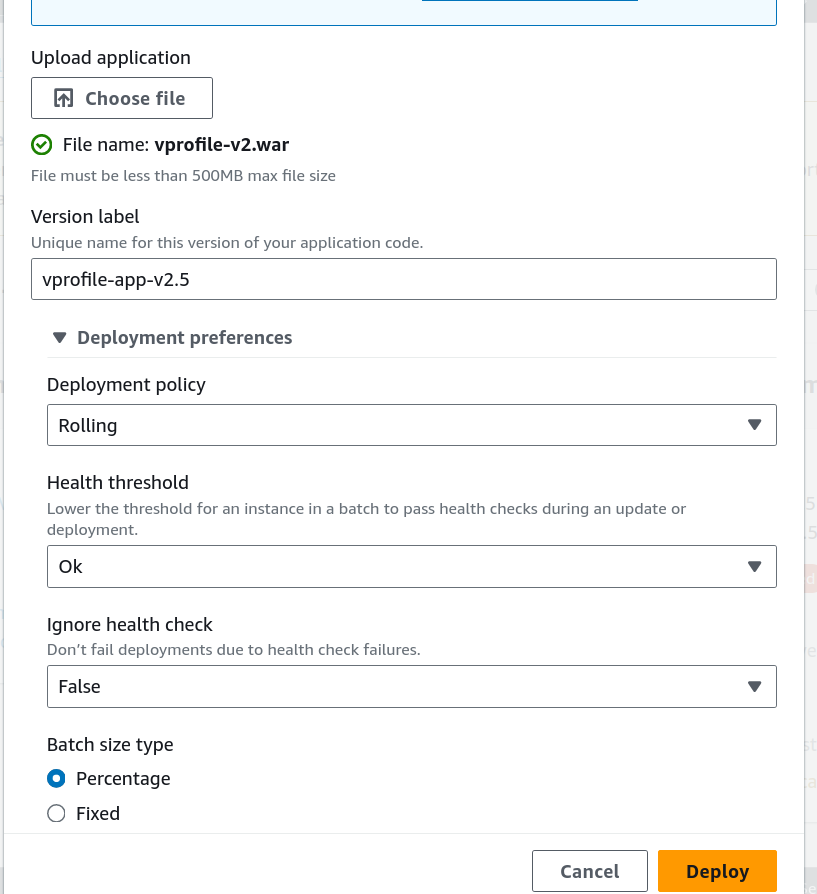 Upload application
Choose file
File name: vprofile-v2.war
File must be less than 500MB max file size
Version label
Unique name for this version of your application code.
vprofile-app-v2.5
Deployment preferences
Deployment policy
Rolling
Health threshold
Lower the threshold for an instance in a batch to pass health checks during an update or
deployment.
Ok
Ignore health check
Don’t fail deployments due to health check failures.
False
Batch size type
Percentage
Fixed
Cancel
Deploy